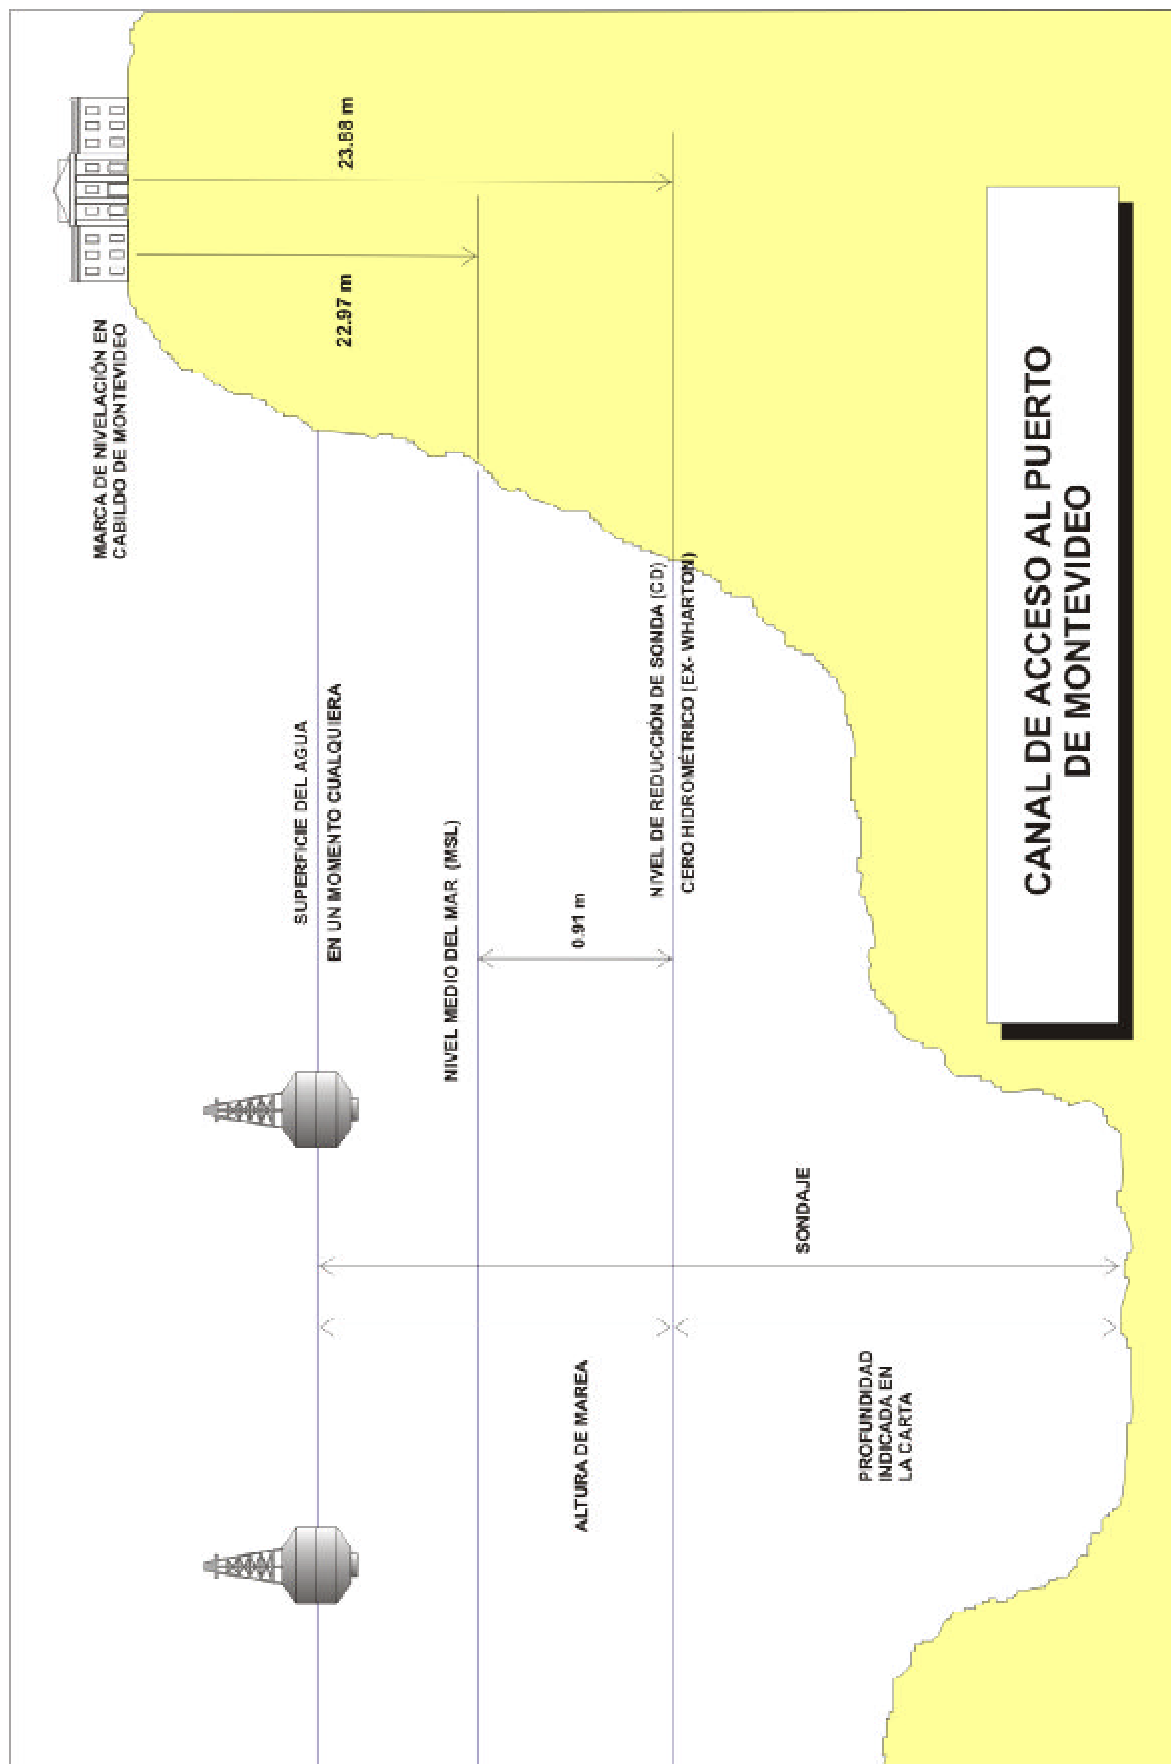 MARCA DE NIVELACIÓN EN
CABILDO DE MONTEVIDEO
22.97 m
23.88 m
SUPERFICIE DEL AGUA
EN UN MOMENTO CUALQUIERA
NIVEL MEDIO DEL MAR (MSL)
0.91 m
NIVEL DE REDUCCIÓN DE SONDA (CD)
CERO HIDROMÉTRICO (EX- WHARTON)
ALTURA DE MAREA
SONDAJE
PROFUNDIDAD
INDICADA EN
LA CARTA
CANAL DE ACCESO AL PUERTO
DE MONTEVIDEO